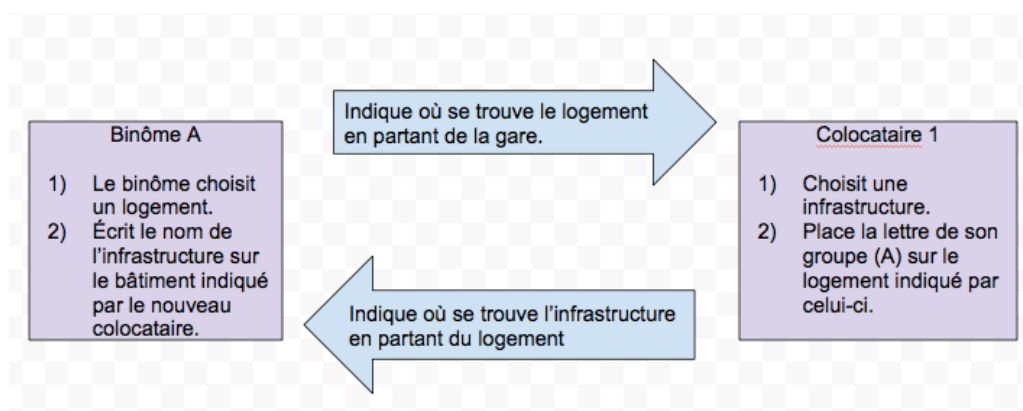 Binôme A
1) Le binôme choisit
un logement.
2) Écrit le nom de
l'infrastructure sur
le bâtiment indiqué
par le nouveau
colocataire.
Indique où se trouve le logement
en partant de la gare.
Indique où se trouve l'infrastructure
en partant du logement
Colocataire 1
1) Choisit une
infrastructure.
2) Place la lettre de son
groupe (A) sur le
logement indiqué par
celui-ci.